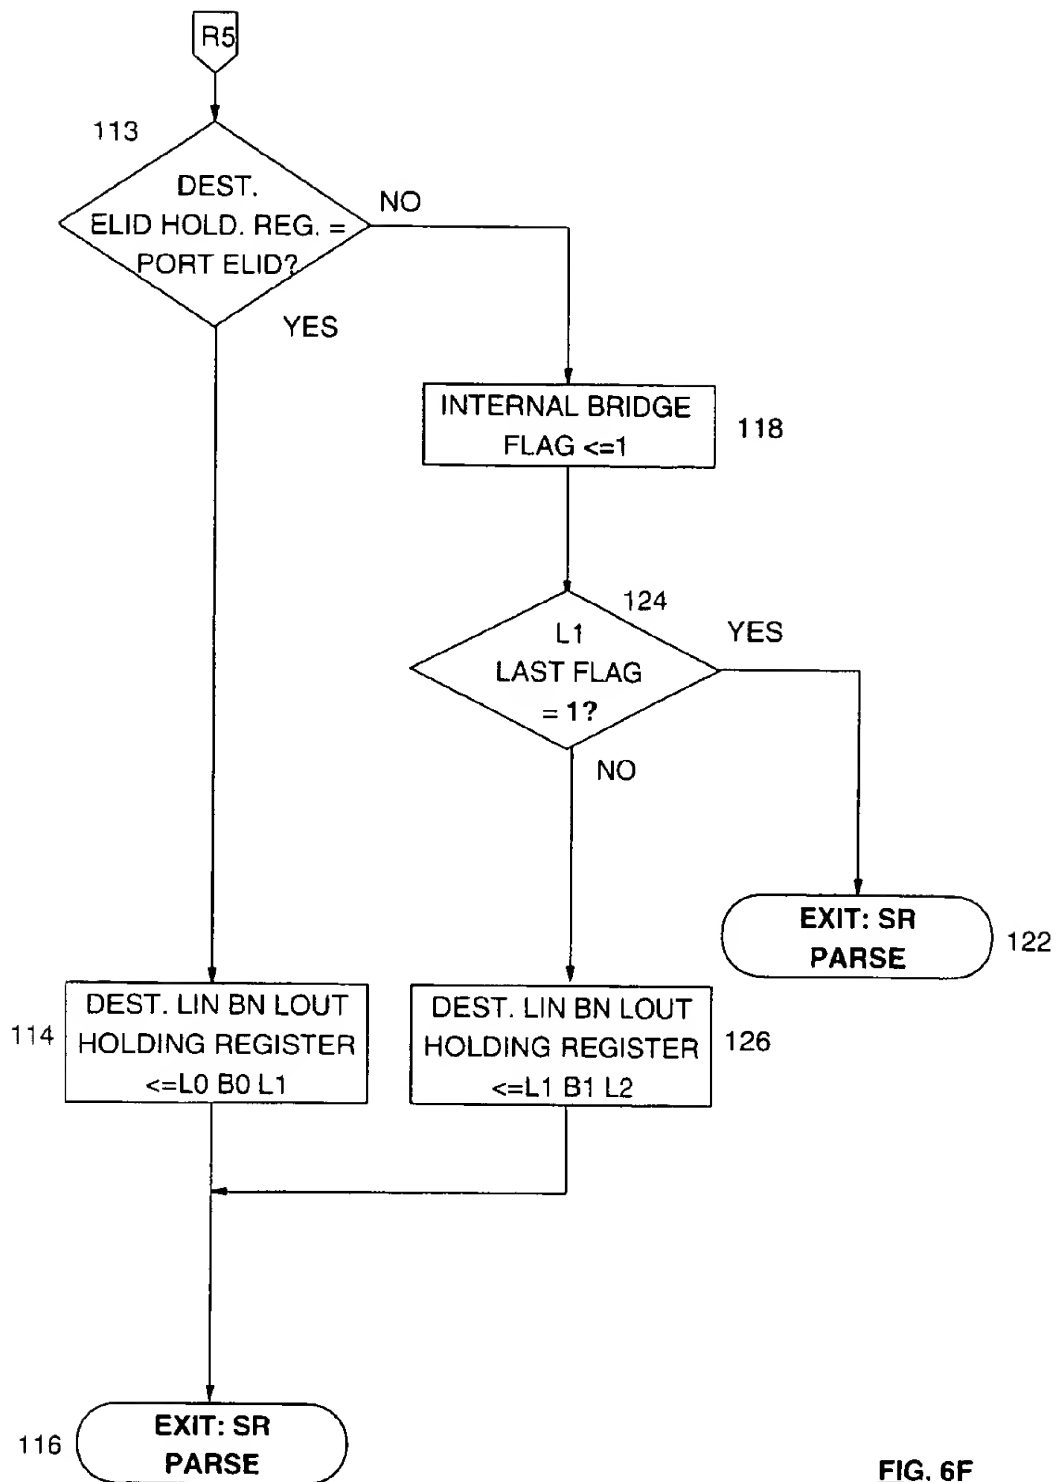 R5
113
DEST.
ELID HOLD. REG. =
PORT ELID?
NO
YES
INTERNAL BRIDGE
FLAG <=1
118
124
L1
LAST FLAG
= 1?
YES
NO
EXIT: SR
PARSE
122
114
DEST. LIN BN LOUT
HOLDING REGISTER
<=L0 B0 L1
DEST. LIN BN LOUT
HOLDING REGISTER
<=L1 B1 L2
126
116
EXIT: SR
PARSE
FIG. 6F